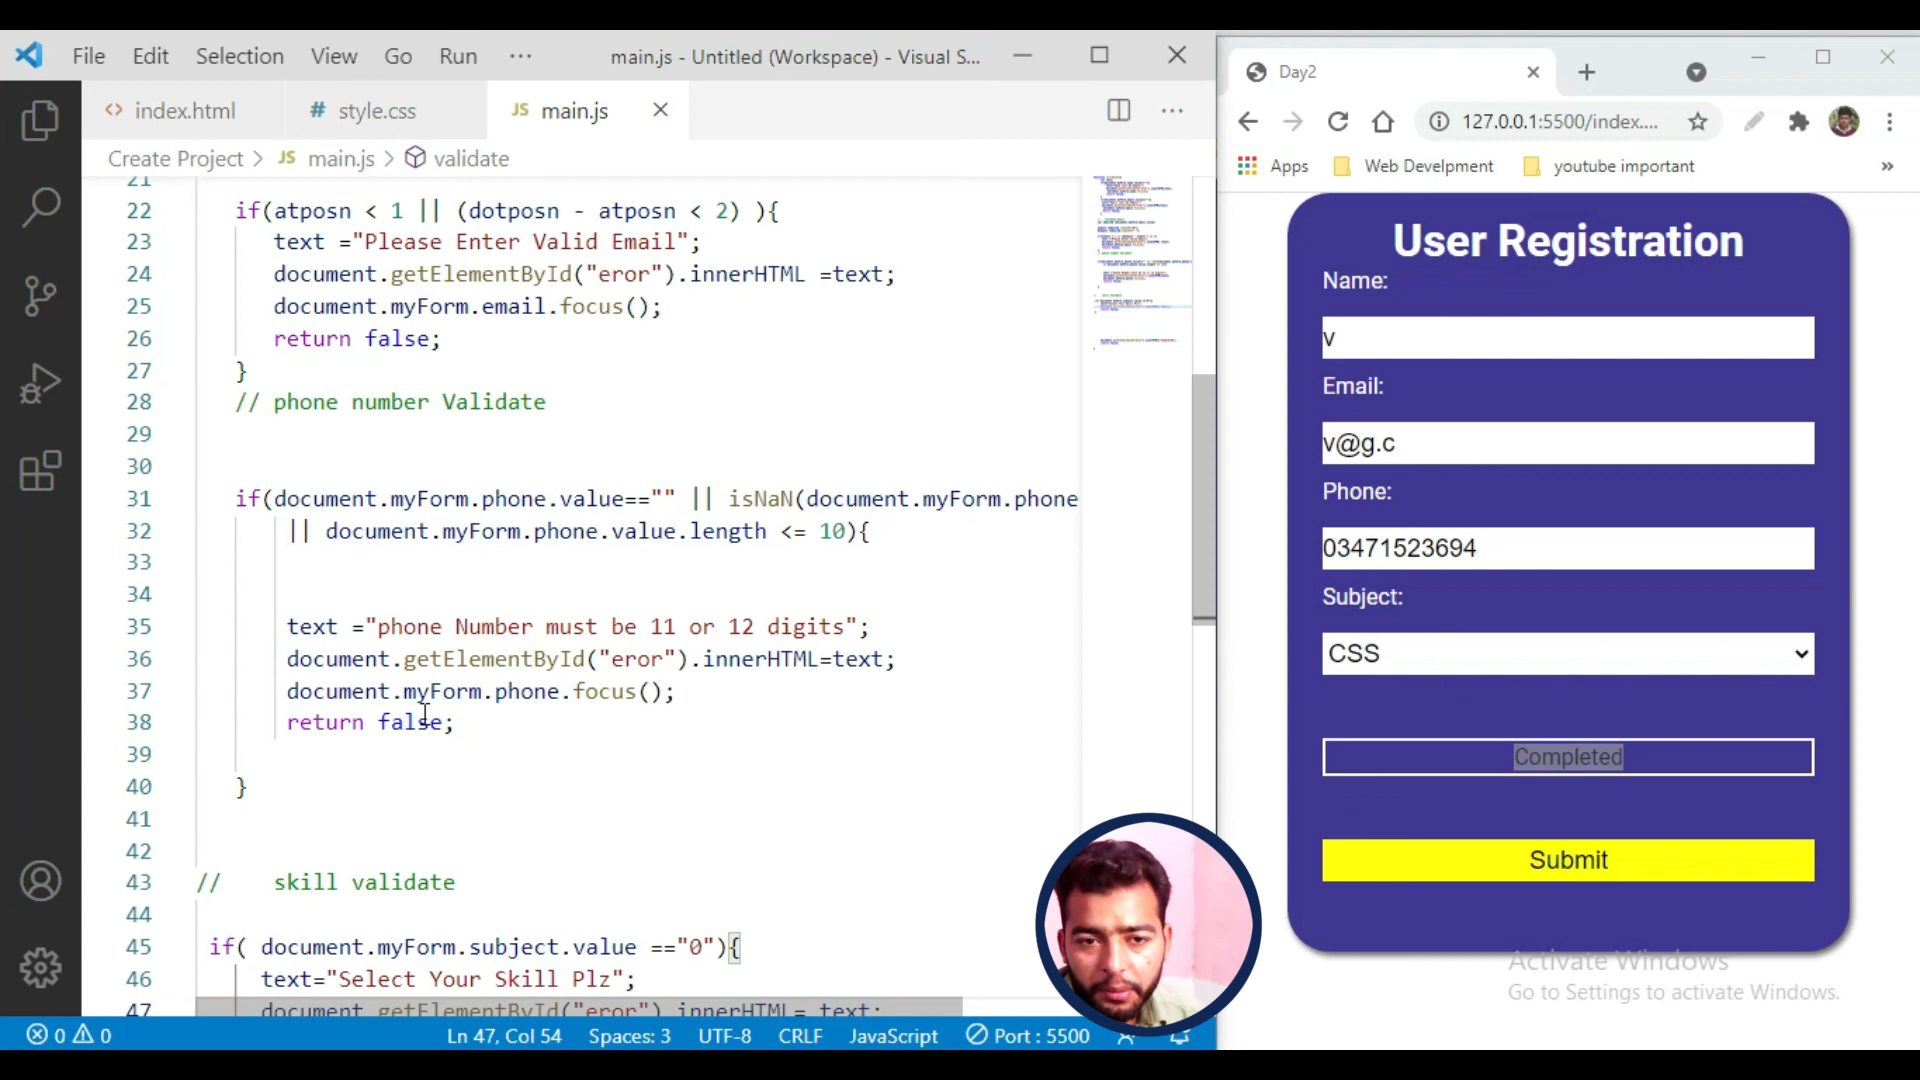 File Edit Selection View Go Run ··· main.js - Untitled (Workspace) - Visual S...
index.html # style.css JS main.js
Create Project > JS main.js > validate
21
22 if(atposn < 1 || (dotposn - atposn < 2) ){
23 text ="Please Enter Valid Email";
24 document.getElementById("eror").innerHTML =text;
25 document.myForm.email.focus();
26 return false;
27 }
28 // phone number Validate
29
30
31 if(document.myForm.phone.value=="" || isNaN(document.myForm.phone
32 || document.myForm.phone.value.length <= 10){
33
34
35 text ="phone Number must be 11 or 12 digits";
36 document.getElementById("eror").innerHTML=text;
37 document.myForm.phone.focus();
38 return false;
39
40 }
41
42
43 // skill validate
44
45 if( document.myForm.subject.value =="0"){
46 text="Select Your Skill Plz";
47 document.getElementById("eror").innerHTML= text;
0 0 Ln 47, Col 54 Spaces: 3 UTF-8 CRLF JavaScript Port : 5500
Day2
127.0.0.1:5500/index....
Apps Web Develpment youtube important »
User Registration
Name:
v
Email:
v@g.c
Phone:
03471523694
Subject:
CSS
Completed
Submit
Activate Windows
Go to Settings to activate Windows.